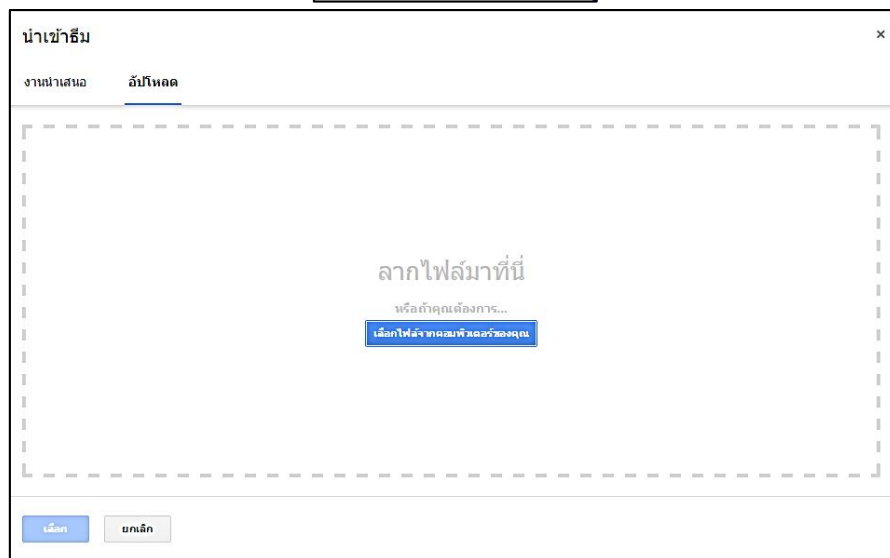 นำเข้าธีม
×
งานนำเสนอ อัปโหลด
ลากไฟล์มาที่นี่
หรือถ้าคุณต้องการ...
เลือกไฟล์จากคอมพิวเตอร์ของคุณ
เลือก ยกเลิก